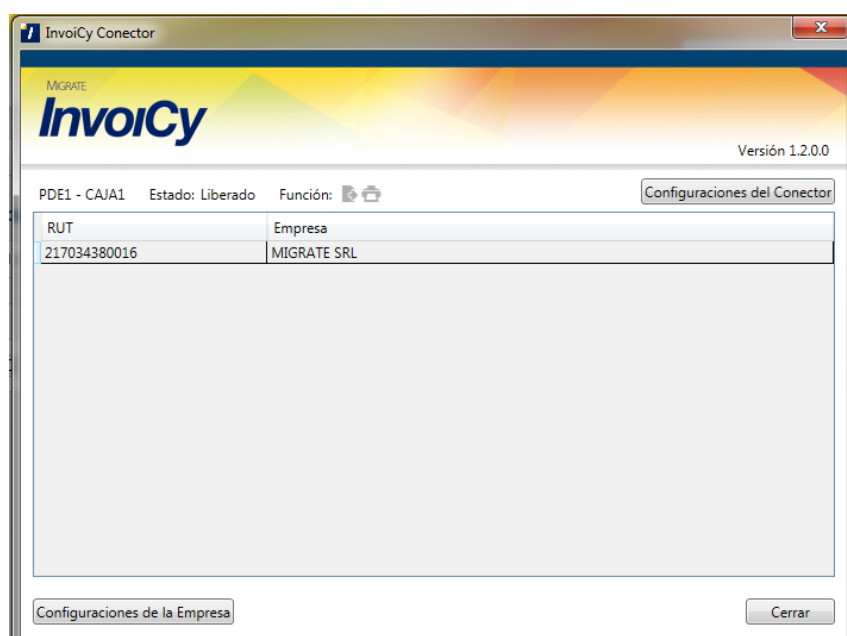 InvoiCy Conector
MIGRATE
InvoiCy
Versión 1.2.0.0
PDE1 - CAJA1 Estado: Liberado Función: Configuraciones del Conector
RUT Empresa
217034380016 MIGRATE SRL
Configuraciones de la Empresa Cerrar